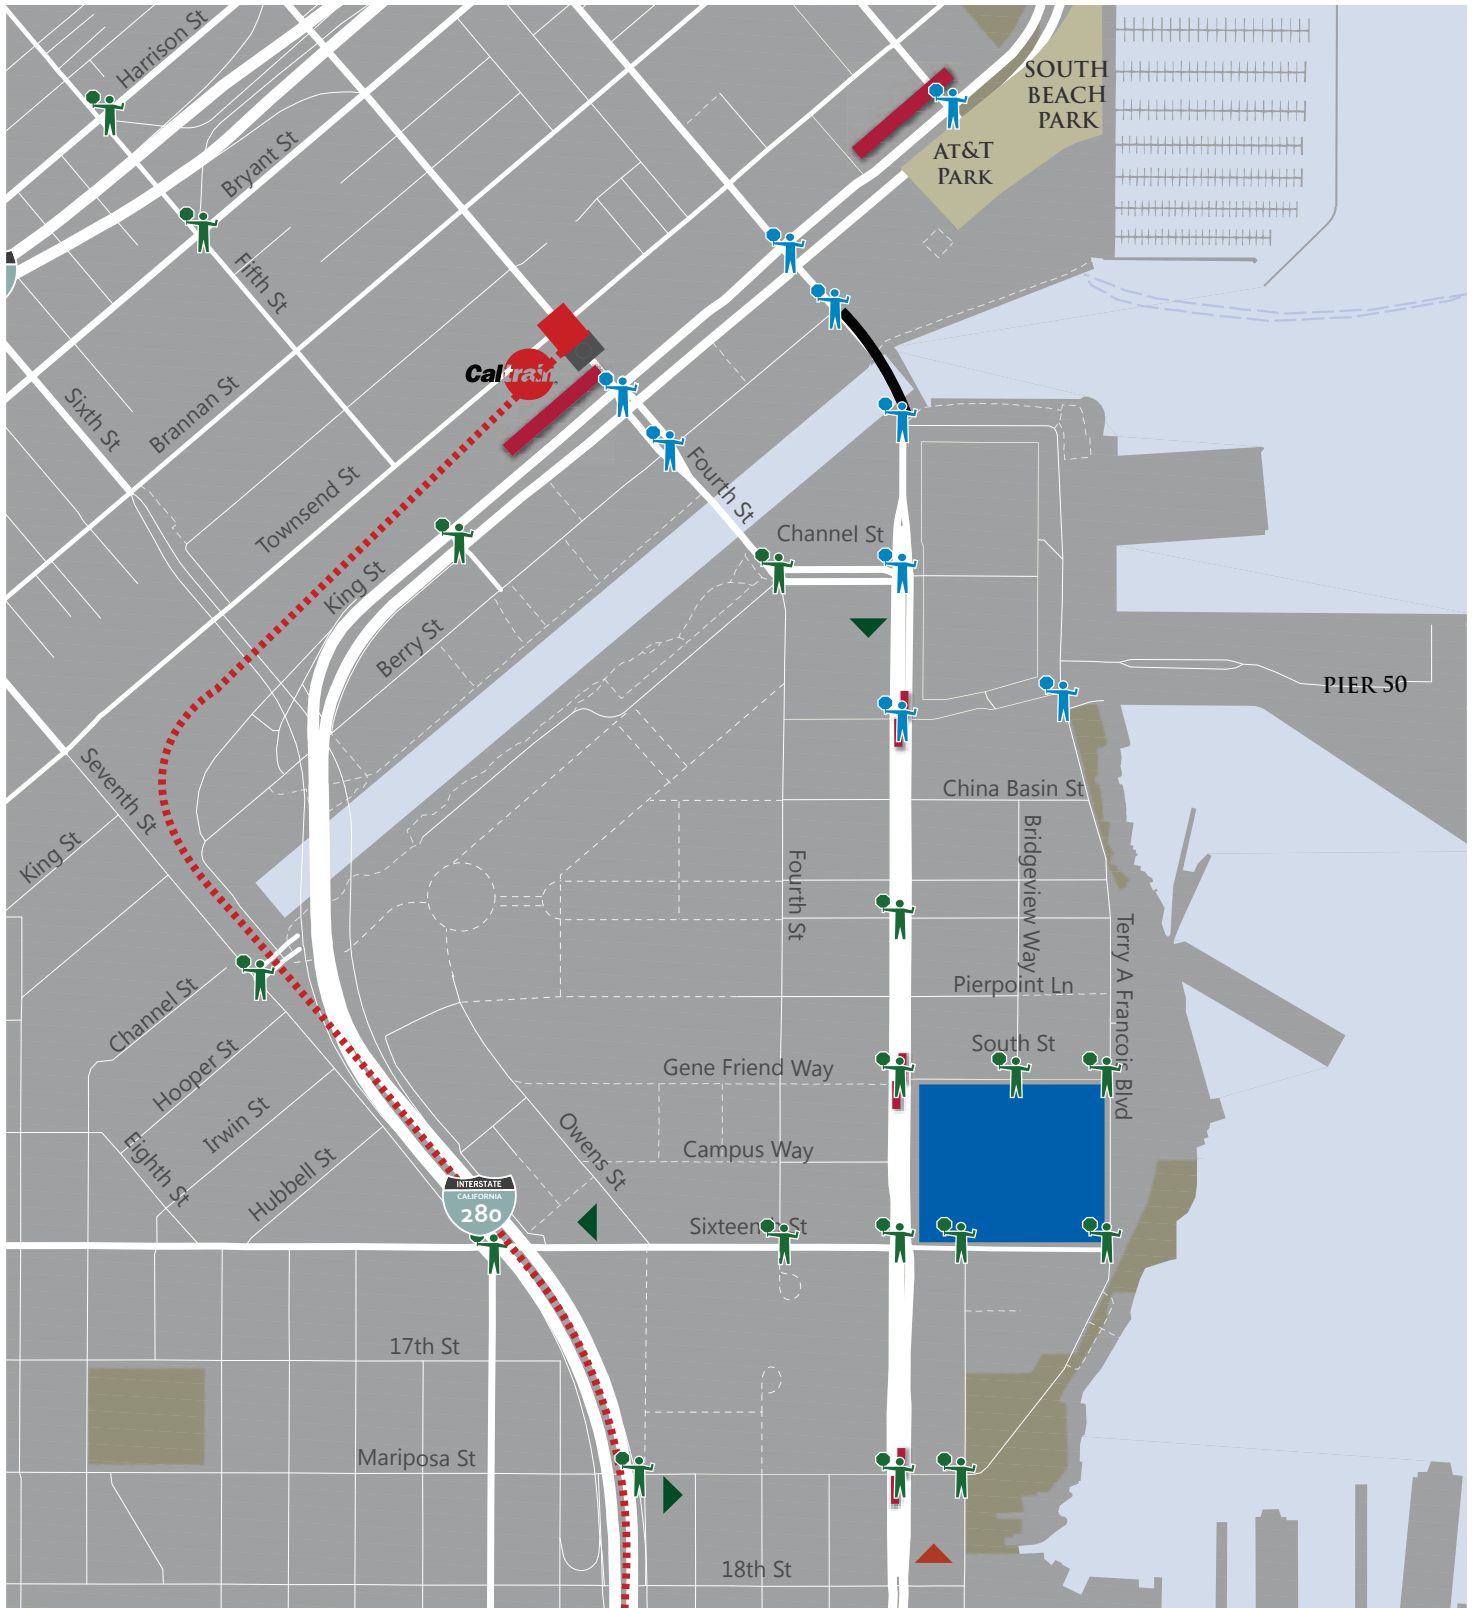 Harrison St
SOUTH
BEACH
PARK
AT&T
PARK
Bryant St
Fifth St
Caltrain
Sixth St
Brannan St
Townsend St
Fourth St
Channel St
King St
Berry St
PIER 50
Seventh St
China Basin St
King St
Bridgeview Way
Fourth St
Terry A Francois Blvd
Pierpoint Ln
Channel St
South St
Hooper St
Gene Friend Way
Irwin St
Owens St
Campus Way
Eighth St
Hubbell St
INTERSTATE
CALIFORNIA
280
Sixteenth St
17th St
Mariposa St
18th St